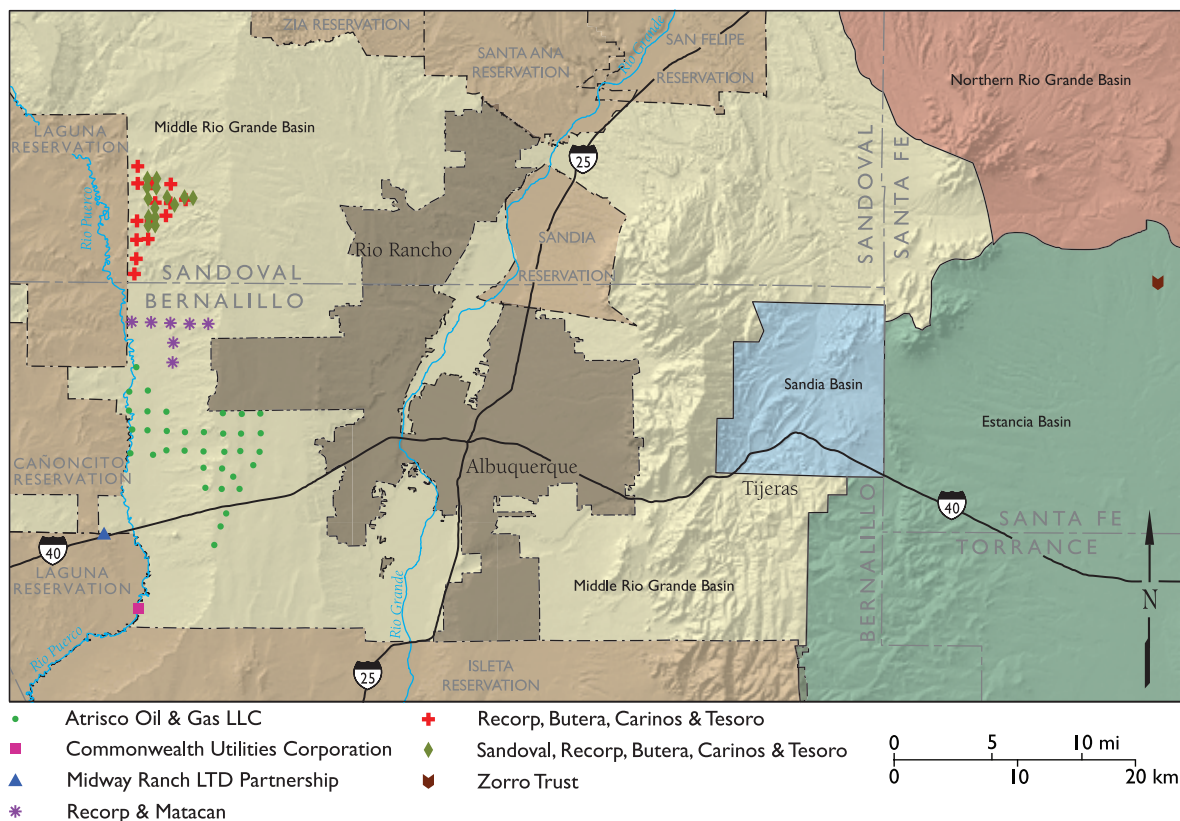 ZIA RESERVATION
SANTA ANA
RESERVATION
Rio Grande
SAN FELIPE
RESERVATION
Northern Rio Grande Basin
LAGUNA
RESERVATION
Middle Rio Grande Basin
25
SANDOVAL
SANTA FE
Rio Puerco
Rio Rancho
SANDIA
RESERVATION
SANDOVAL
BERNALILLO
Sandia Basin
Estancia Basin
CAÑONCITO
RESERVATION
Albuquerque
Tijeras
BERNALILLO
40
SANTA FE
TORRANCE
40
LAGUNA
RESERVATION
Middle Rio Grande Basin
Rio Grande
N
Rio Puerco
25
ISLETA
RESERVATION
Atrisco Oil & Gas LLC
Commonwealth Utilities Corporation
Midway Ranch LTD Partnership
Recorp & Matacan
Recorp, Butera, Carinos & Tesoro
Sandoval, Recorp, Butera, Carinos & Tesoro
Zorro Trust
0 5 10 mi
0 10 20 km